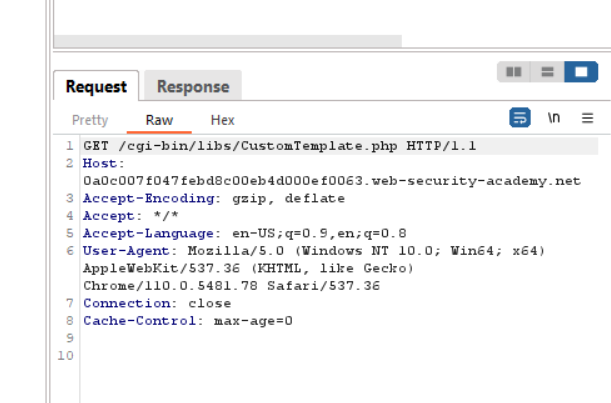 Request Response
Pretty Raw Hex \n
1 GET /cgi-bin/libs/CustomTemplate.php HTTP/1.1
2 Host:
0a0c007f047febd8c00eb4d000ef0063.web-security-academy.net
3 Accept-Encoding: gzip, deflate
4 Accept: */*
5 Accept-Language: en-US;q=0.9,en;q=0.8
6 User-Agent: Mozilla/5.0 (Windows NT 10.0; Win64; x64)
AppleWebKit/537.36 (KHTML, like Gecko)
Chrome/110.0.5481.78 Safari/537.36
7 Connection: close
8 Cache-Control: max-age=0
9
10